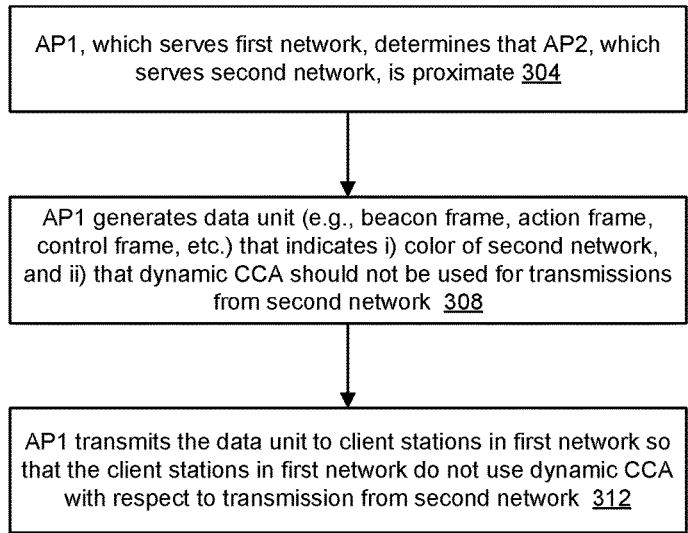 AP1, which serves first network, determines that AP2, which
serves second network, is proximate 304
AP1 generates data unit (e.g., beacon frame, action frame,
control frame, etc.) that indicates i) color of second network,
and ii) that dynamic CCA should not be used for transmissions
from second network 308
AP1 transmits the data unit to client stations in first network so
that the client stations in first network do not use dynamic CCA
with respect to transmission from second network 312